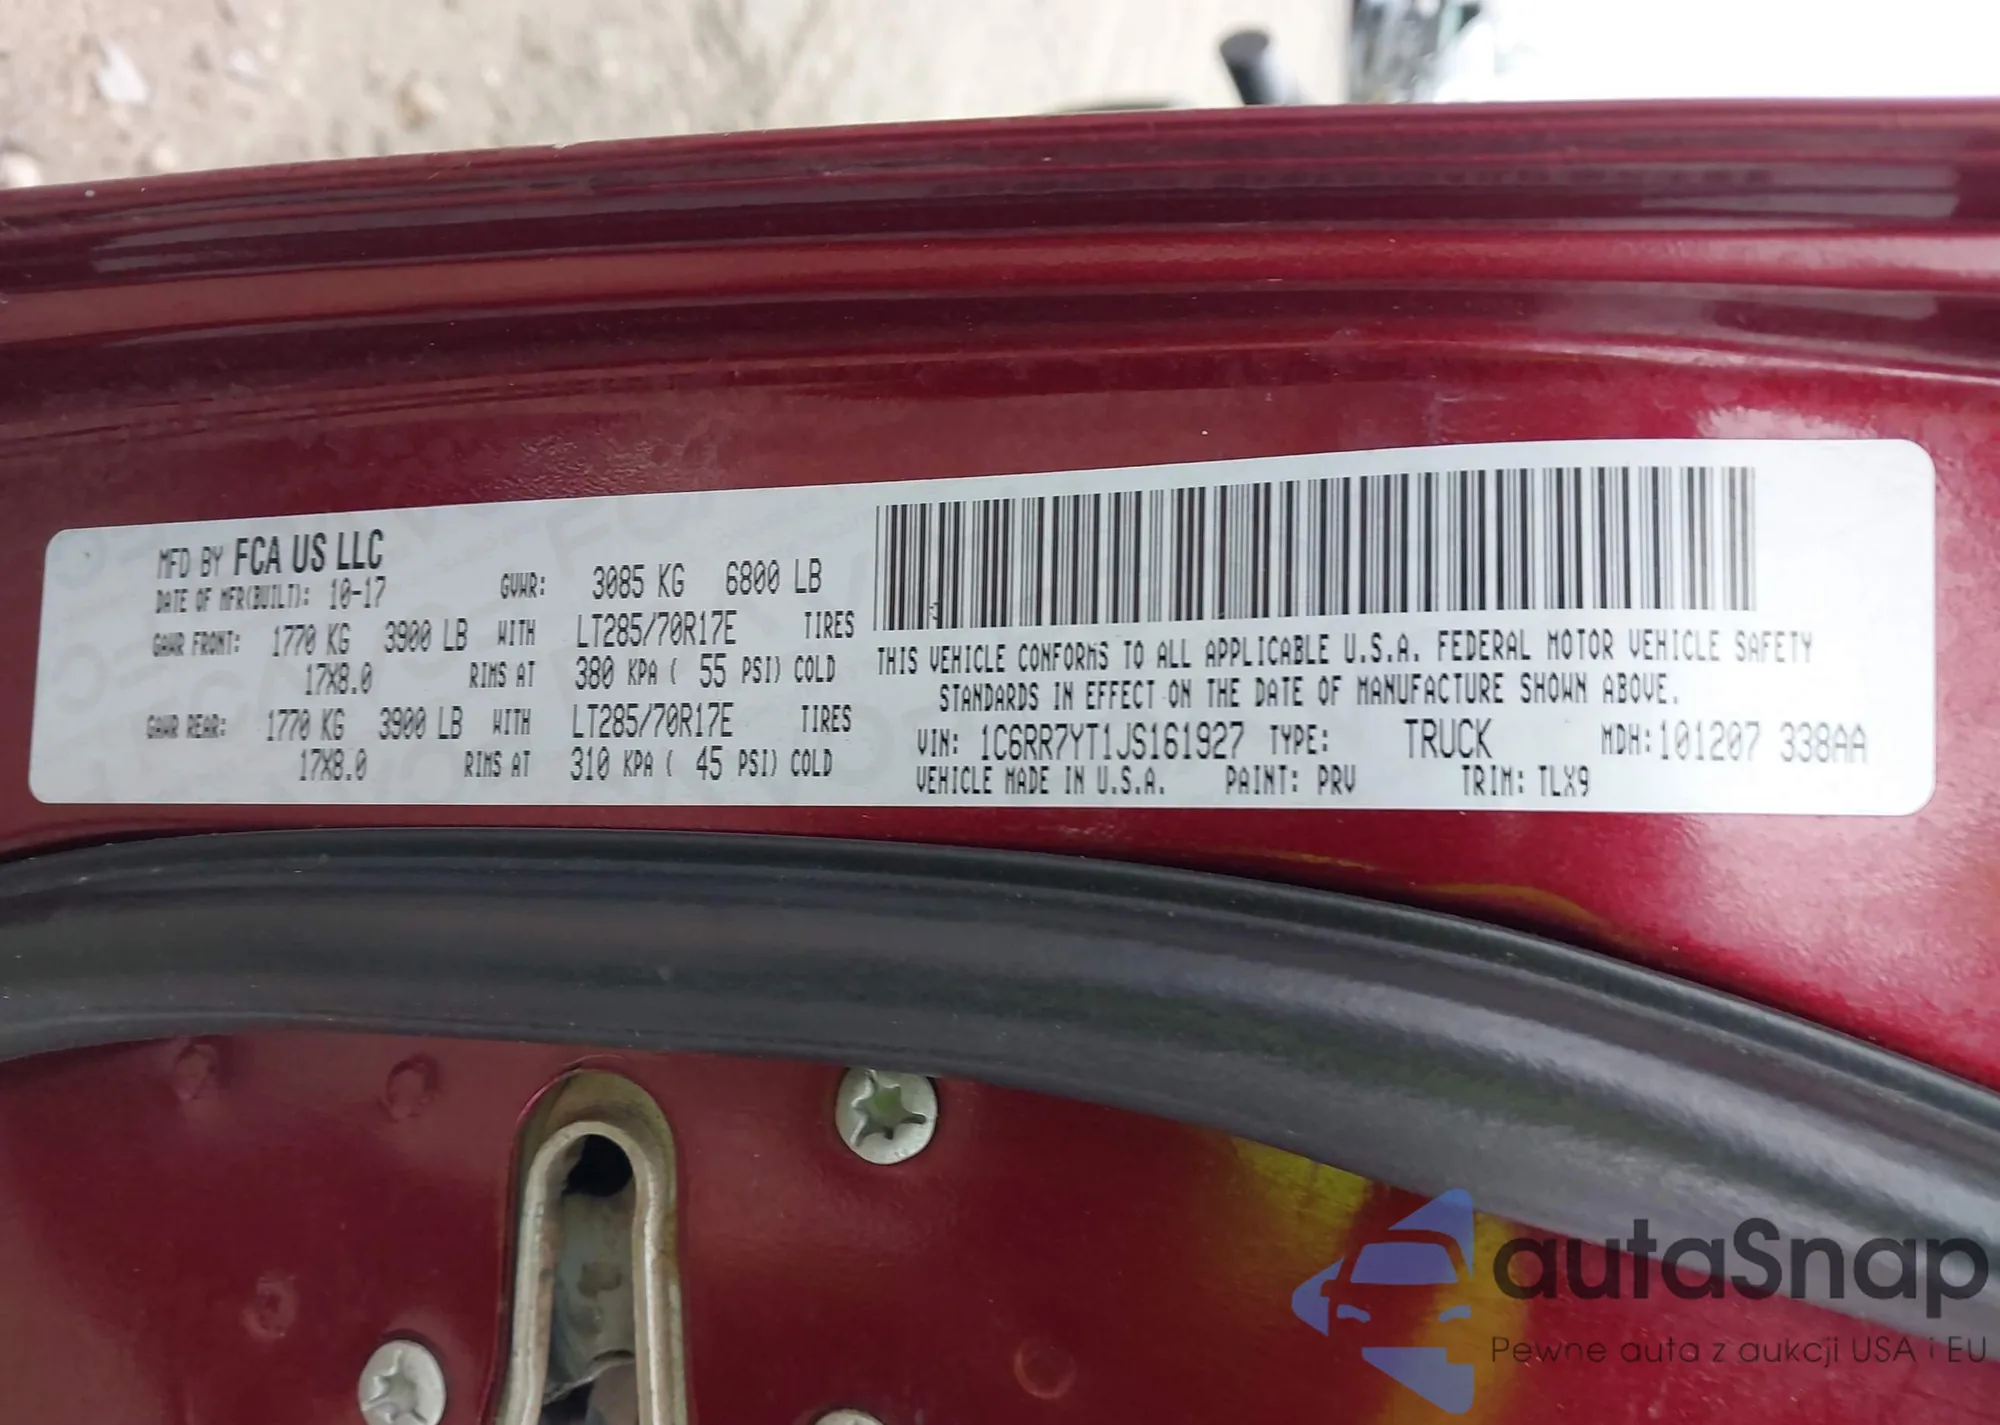 MFD BY FCA US LLC
DATE OF MFR(BUILT): 10-17 GVWR: 3085 KG 6800 LB
GAWR FRONT: 1770 KG 3900 LB WITH LT285/70R17E TIRES
17X8.0 RIMS AT 380 KPA ( 55 PSI) COLD
GAWR REAR: 1770 KG 3900 LB WITH LT285/70R17E TIRES
17X8.0 RIMS AT 310 KPA ( 45 PSI) COLD
THIS VEHICLE CONFORMS TO ALL APPLICABLE U.S.A. FEDERAL MOTOR VEHICLE SAFETY
STANDARDS IN EFFECT ON THE DATE OF MANUFACTURE SHOWN ABOVE.
VIN: 1C6RR7YT1JS161927 TYPE: TRUCK MDH:101207 338AA
VEHICLE MADE IN U.S.A. PAINT: PRV TRIM: TLX9
autaSnap
Pewne auta z aukcji USA i EU